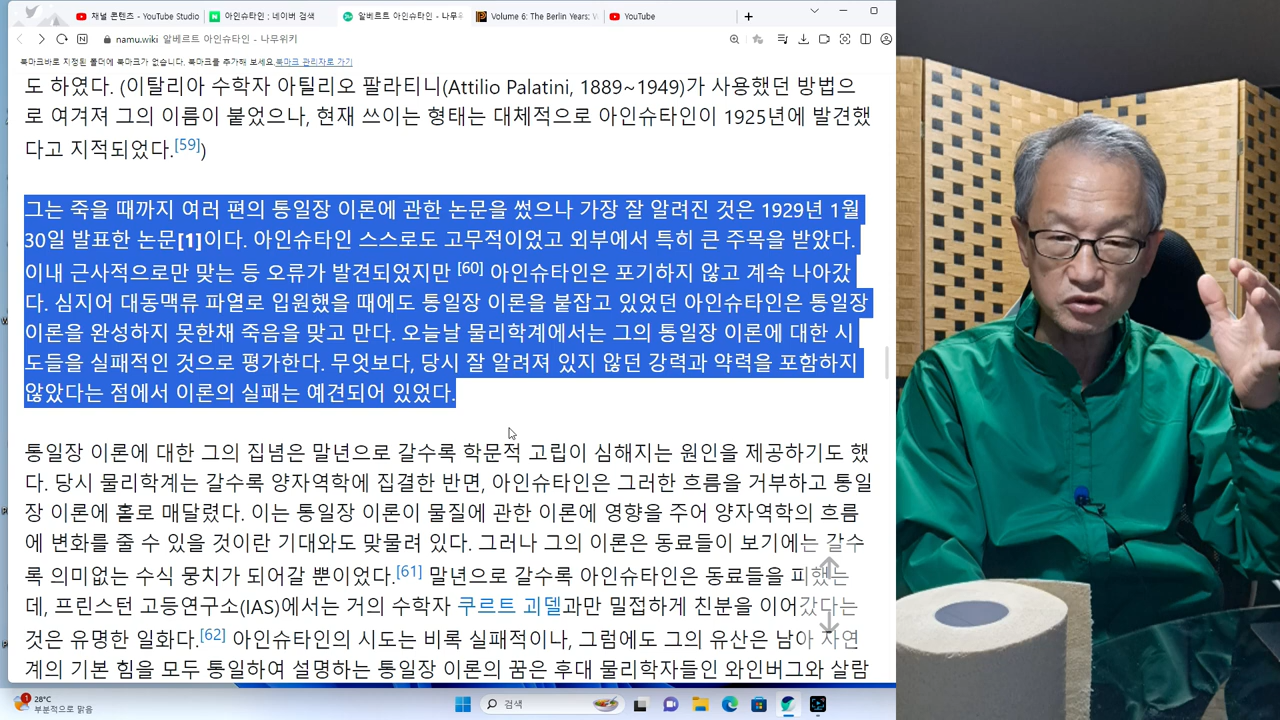 채널 콘텐츠 - YouTube Studio
아인슈타인 : 네이버 검색
알베르트 아인슈타인 - 나무위키
Volume 6: The Berlin Years:
YouTube
namu.wiki 알베르트 아인슈타인 - 나무위키
북마크바로 지정된 폴더에 북마크가 없습니다. 북마크를 추가해 보세요.북마크 관리자로 가기
도 하였다. (이탈리아 수학자 아틸리오 팔라티니(Attilio Palatini, 1889~1949)가 사용했던 방법으
로 여겨져 그의 이름이 붙었으나, 현재 쓰이는 형태는 대체적으로 아인슈타인이 1925년에 발견했
다고 지적되었다.[59])
그는 죽을 때까지 여러 편의 통일장 이론에 관한 논문을 썼으나 가장 잘 알려진 것은 1929년 1월
30일 발표한 논문[1]이다. 아인슈타인 스스로도 고무적이었고 외부에서 특히 큰 주목을 받았다.
이내 근사적으로만 맞는 등 오류가 발견되었지만 [60] 아인슈타인은 포기하지 않고 계속 나아갔
다. 심지어 대동맥류 파열로 입원했을 때에도 통일장 이론을 붙잡고 있었던 아인슈타인은 통일장
이론을 완성하지 못한채 죽음을 맞고 만다. 오늘날 물리학계에서는 그의 통일장 이론에 대한 시
도들을 실패적인 것으로 평가한다. 무엇보다, 당시 잘 알려져 있지 않던 강력과 약력을 포함하지
않았다는 점에서 이론의 실패는 예견되어 있었다.
통일장 이론에 대한 그의 집념은 말년으로 갈수록 학문적 고립이 심해지는 원인을 제공하기도 했
다. 당시 물리학계는 갈수록 양자역학에 집결한 반면, 아인슈타인은 그러한 흐름을 거부하고 통일
장 이론에 홀로 매달렸다. 이는 통일장 이론이 물질에 관한 이론에 영향을 주어 양자역학의 흐름
에 변화를 줄 수 있을 것이란 기대와도 맞물려 있다. 그러나 그의 이론은 동료들이 보기에는 갈수
록 의미없는 수식 뭉치가 되어갈 뿐이었다.[61] 말년으로 갈수록 아인슈타인은 동료들을 피했는
데, 프린스턴 고등연구소(IAS)에서는 거의 수학자 쿠르트 괴델과만 밀접하게 친분을 이어갔다는
것은 유명한 일화다.[62] 아인슈타인의 시도는 비록 실패적이나, 그럼에도 그의 유산은 남아 자연
계의 기본 힘을 모두 통일하여 설명하는 통일장 이론의 꿈은 후대 물리학자들인 와인버그와 살람
1
28°C
부분적으로 맑음
검색